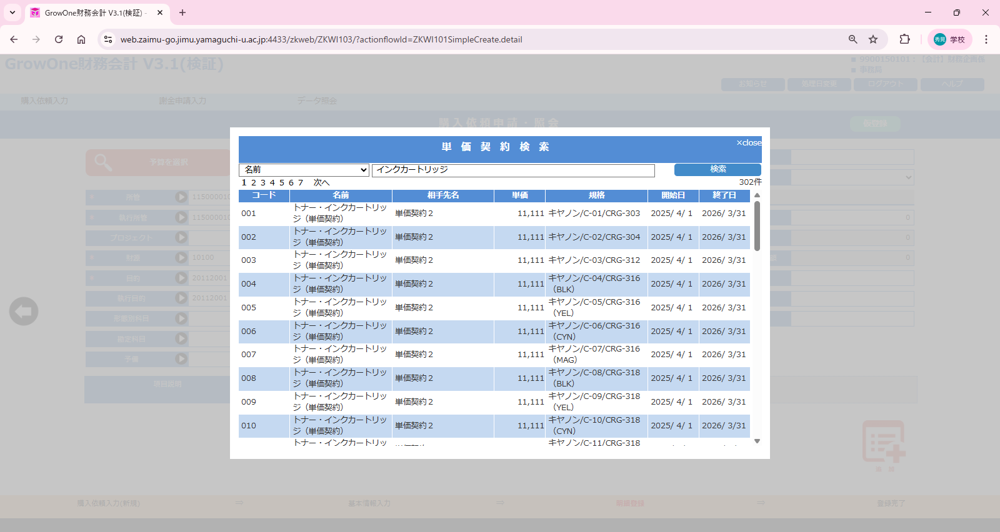 GrowOne財務会計 V3.1(検証) -
web.zaimu-go.jimu.yamaguchi-u.ac.jp:4433/zkweb/ZKWI103/?actionflowId=ZKWI101SimpleCreate.detail
秀晃 学校
GrowOne財務会計 V3.1(検証)
■ 9900150101：【会計】財務企画係
■ 事務局
お知らせ 処理日変更 ログアウト ヘルプ
購入依頼入力 謝金申請入力 データ照会
購入依頼申請・照会
仮登録
単価契約検索
×close
名前 インクカートリッジ 検索
1 2 3 4 5 6 7 次へ 302件
コード 名前 相手先名 単価 規格 開始日 終了日
001 トナー・インクカートリッジ（単価契約） 単価契約２ 11,111 キヤノン/C-01/CRG-303 2025/ 4/ 1 2026/ 3/31
002 トナー・インクカートリッジ（単価契約） 単価契約２ 11,111 キヤノン/C-02/CRG-304 2025/ 4/ 1 2026/ 3/31
003 トナー・インクカートリッジ（単価契約） 単価契約２ 11,111 キヤノン/C-03/CRG-312 2025/ 4/ 1 2026/ 3/31
004 トナー・インクカートリッジ（単価契約） 単価契約２ 11,111 キヤノン/C-04/CRG-316（BLK） 2025/ 4/ 1 2026/ 3/31
005 トナー・インクカートリッジ（単価契約） 単価契約２ 11,111 キヤノン/C-05/CRG-316（YEL） 2025/ 4/ 1 2026/ 3/31
006 トナー・インクカートリッジ（単価契約） 単価契約２ 11,111 キヤノン/C-06/CRG-316（CYN） 2025/ 4/ 1 2026/ 3/31
007 トナー・インクカートリッジ（単価契約） 単価契約２ 11,111 キヤノン/C-07/CRG-316（MAG） 2025/ 4/ 1 2026/ 3/31
008 トナー・インクカートリッジ（単価契約） 単価契約２ 11,111 キヤノン/C-08/CRG-318（BLK） 2025/ 4/ 1 2026/ 3/31
009 トナー・インクカートリッジ（単価契約） 単価契約２ 11,111 キヤノン/C-09/CRG-318（YEL） 2025/ 4/ 1 2026/ 3/31
010 トナー・インクカートリッジ（単価契約） 単価契約２ 11,111 キヤノン/C-10/CRG-318（CYN） 2025/ 4/ 1 2026/ 3/31
トナー・インクカートリッ キヤノン/C-11/CRG-318
予算を選択
所管 115000010
執行所管 115000010
プロジェクト
財源 10100
目的 20112001
執行目的 20112001
形態別科目
勘定科目
予備
項目説明
0
0
0
追 加
購入依頼入力(新規) ⇒ 基本情報入力 ⇒ 明細登録 ⇒ 登録完了